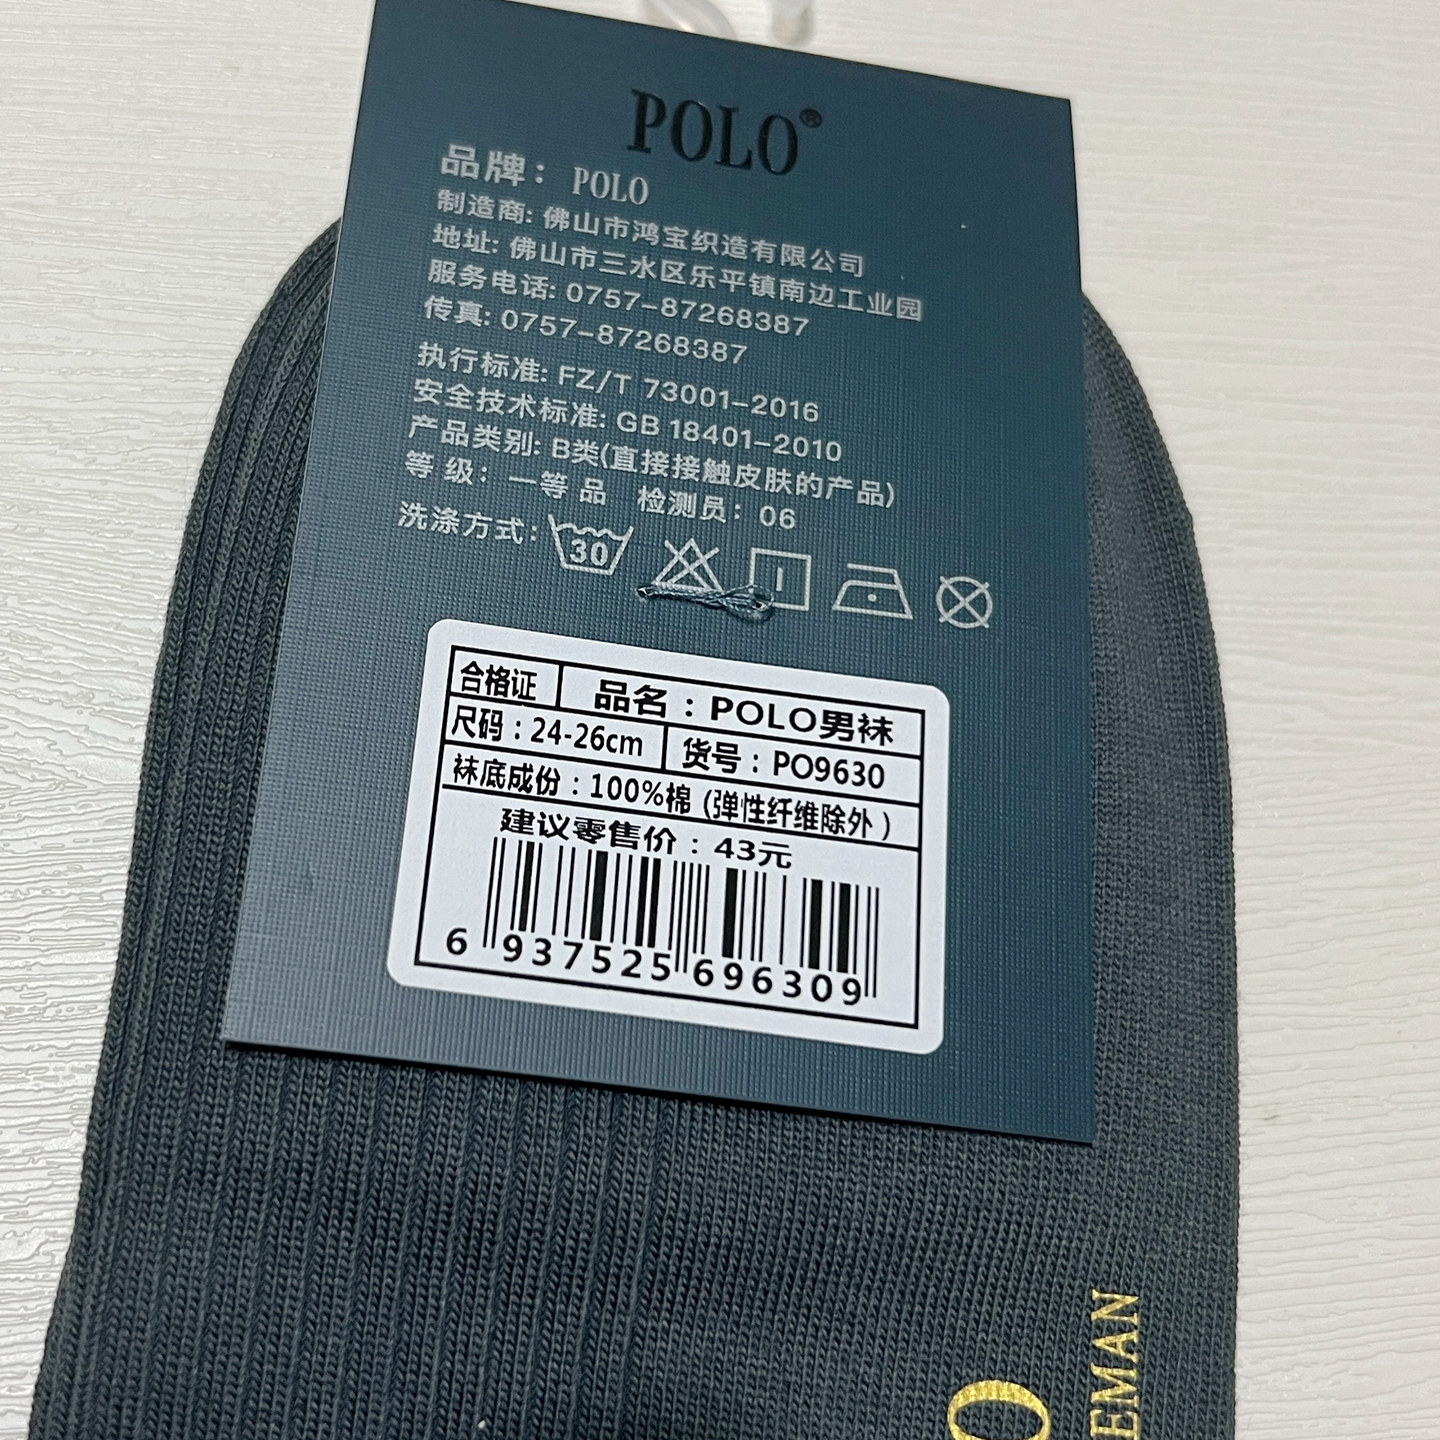 POLO®
品牌：POLO
制造商: 佛山市鸿宝织造有限公司
地址: 佛山市三水区乐平镇南边工业园
服务电话: 0757-87268387
传真: 0757-87268387
执行标准: FZ/T 73001-2016
安全技术标准: GB 18401-2010
产品类别: B类(直接接触皮肤的产品)
等 级：一等 品 检测员：06
洗涤方式:
30
合格证 品名：POLO男袜
尺码：24-26cm 货号：PO9630
袜底成份：100%棉 (弹性纤维除外 )
建议零售价：43元
6 937525 696309
O
EMAN